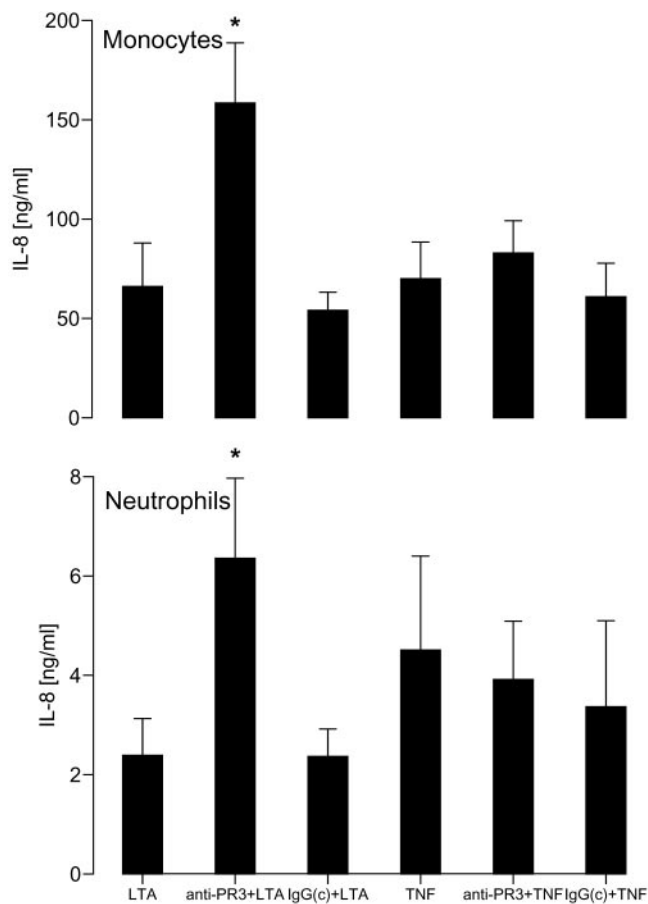 200
*
Monocytes
150
100
50
0
IL-8 [ng/ml]
8
*
Neutrophils
6
4
2
0
IL-8 [ng/ml]
LTA anti-PR3+LTA IgG(c)+LTA TNF anti-PR3+TNF IgG(c)+TNF